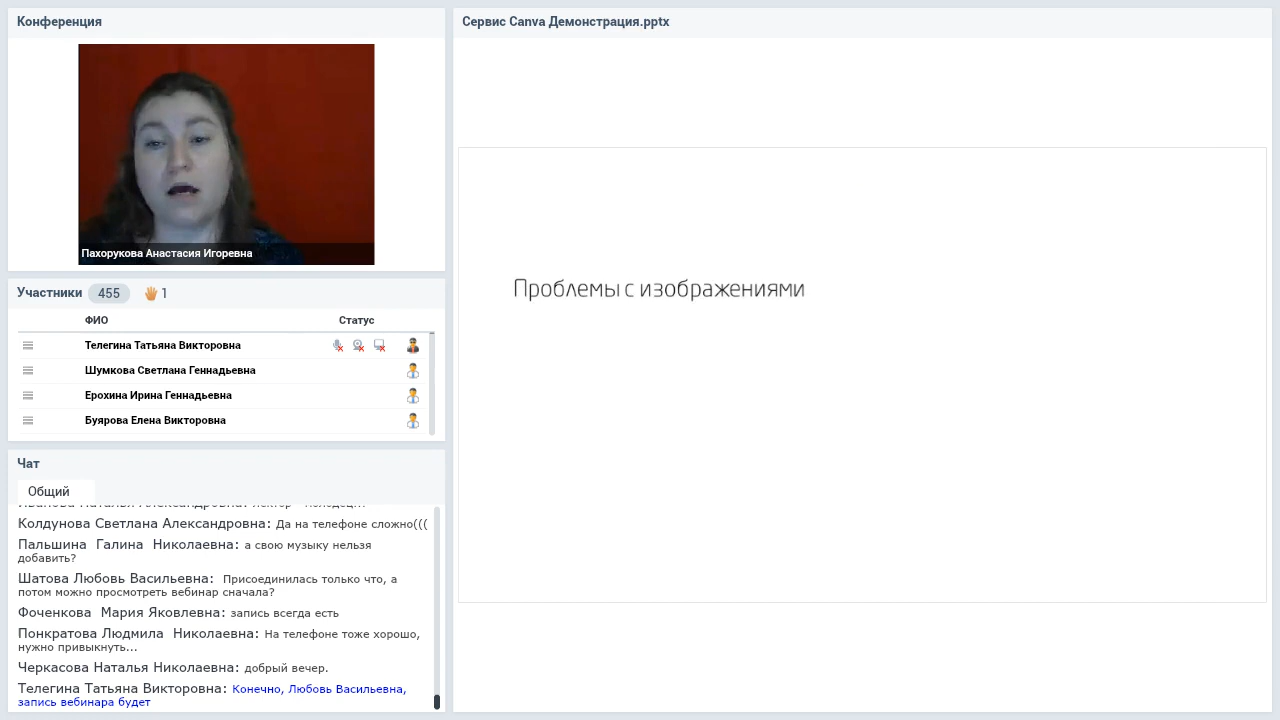 Конференция
Пахорукова Анастасия Игоревна
Участники 455 1
ФИО Статус
Телегина Татьяна Викторовна
Шумкова Светлана Геннадьевна
Ерохина Ирина Геннадьевна
Буярова Елена Викторовна
Чат
Общий
Колдунова Светлана Александровна: Да на телефоне сложно(((
Пальшина Галина Николаевна: а свою музыку нельзя
добавить?
Шатова Любовь Васильевна: Присоединилась только что, а
потом можно просмотреть вебинар сначала?
Фоченкова Мария Яковлевна: запись всегда есть
Понкратова Людмила Николаевна: На телефоне тоже хорошо,
нужно привыкнуть...
Черкасова Наталья Николаевна: добрый вечер.
Телегина Татьяна Викторовна: Конечно, Любовь Васильевна,
запись вебинара будет
Сервис Canva Демонстрация.pptx
Проблемы с изображениями